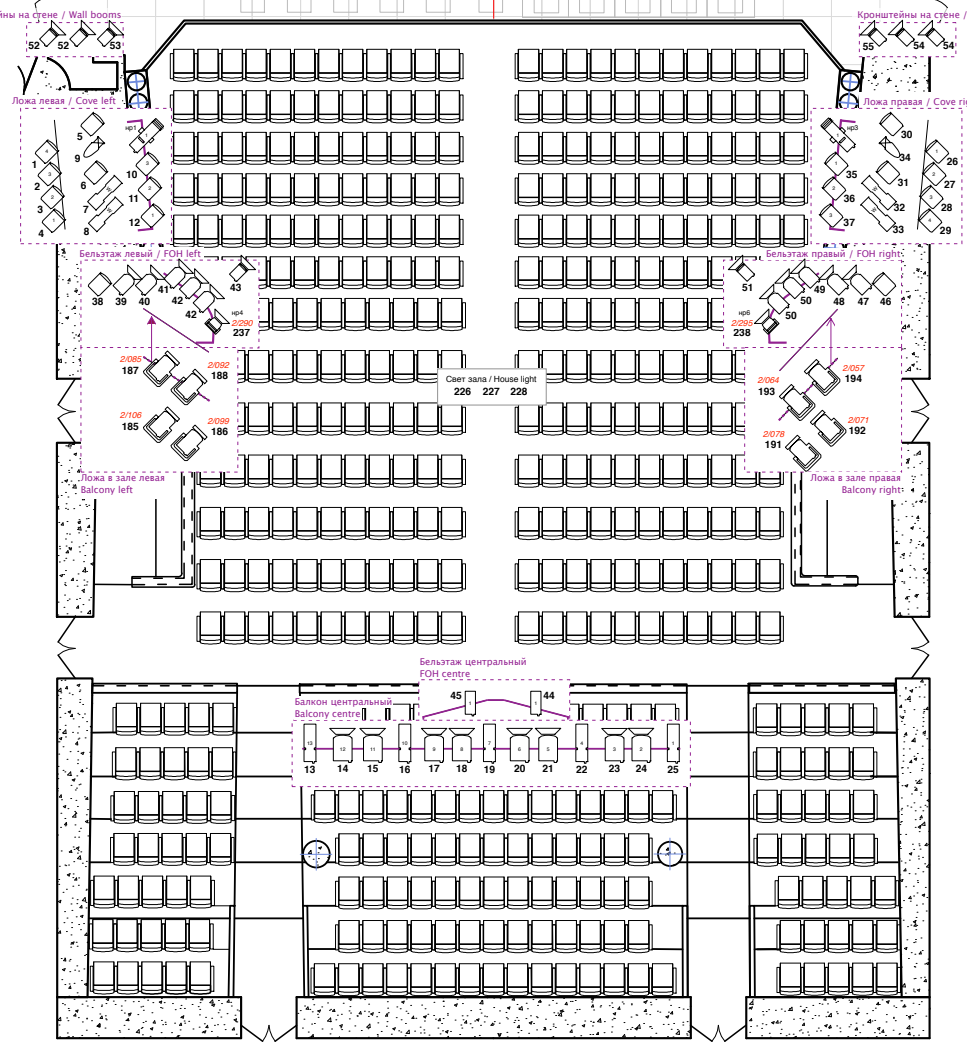 йны на стене / Wall booms
Кронштейны на стене /
52 52 53
55 54 54
Ложа левая / Cove left
Ложа правая / Cove rig
5
нр1
9
10
1
6
2
11
7
3
12
8
4
нр3
30
34
26
35
31
27
36
32
28
37
33
29
Бельэтаж левый / FOH left
Бельэтаж правый / FOH right
38 39 40 41 42 42 43
нр4
2/290
237
51 50 50 49 48 47 46
нр6
2/295
238
2/085
187
2/092
188
2/106
185
2/099
186
Свет зала / House light
226 227 228
2/064
193
2/057
194
2/078
191
2/071
192
Ложа в зале левая
Balcony left
Ложа в зале правая
Balcony right
Бельэтаж центральный
FOH centre
45 44
Балкон центральный
Balcony centre
13 14 15 16 17 18 19 20 21 22 23 24 25